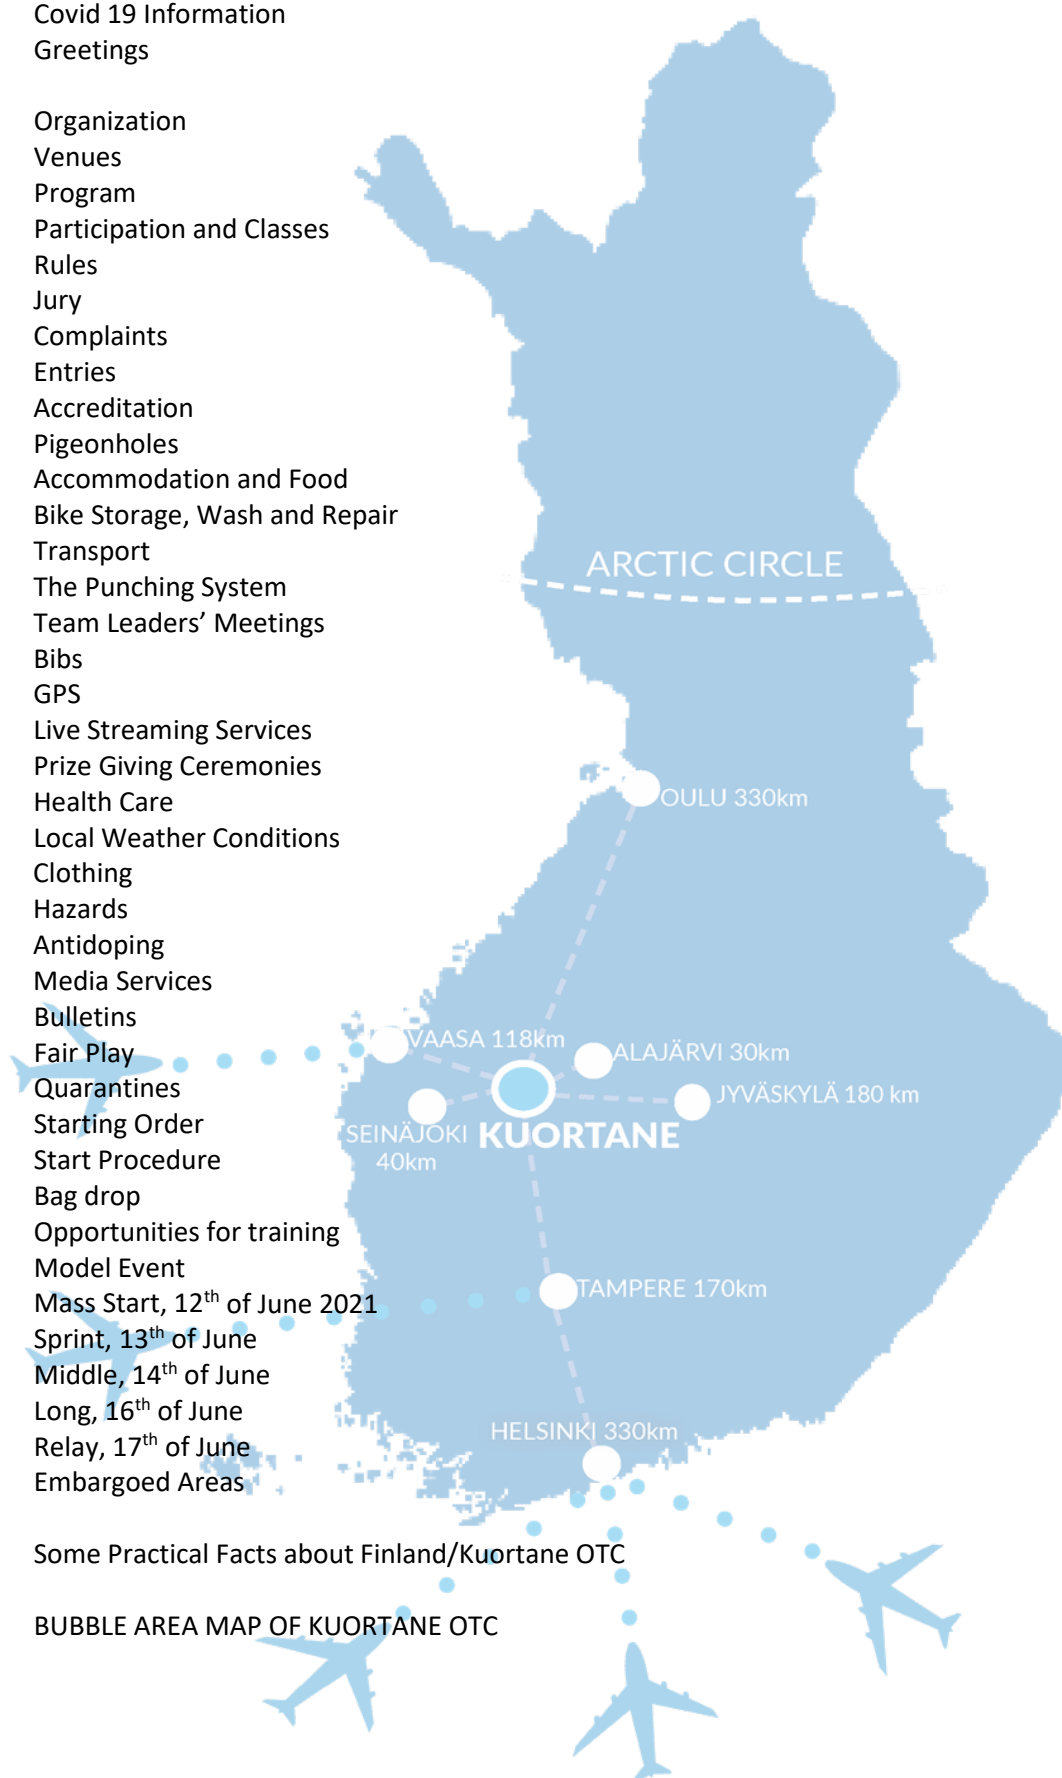 Covid 19 Information
Greetings
Organization
Venues
Program
Participation and Classes
Rules
Jury
Complaints
Entries
Accreditation
Pigeonholes
Accommodation and Food
Bike Storage, Wash and Repair
Transport
The Punching System
Team Leaders’ Meetings
Bibs
GPS
Live Streaming Services
Prize Giving Ceremonies
Health Care
Local Weather Conditions
Clothing
Hazards
Antidoping
Media Services
Bulletins
Fair Play
Quarantines
Starting Order
Start Procedure
Bag drop
Opportunities for training
Model Event
Mass Start, 12th of June 2021
Sprint, 13th of June
Middle, 14th of June
Long, 16th of June
Relay, 17th of June
Embargoed Areas
Some Practical Facts about Finland/Kuortane OTC
BUBBLE AREA MAP OF KUORTANE OTC
ARCTIC CIRCLE
OULU 330km
VAASA 118km
ALAJÄRVI 30km
JYVÄSKYLÄ 180 km
SEINÄJOKI
40km
KUORTANE
TAMPERE 170km
HELSINKI 330km